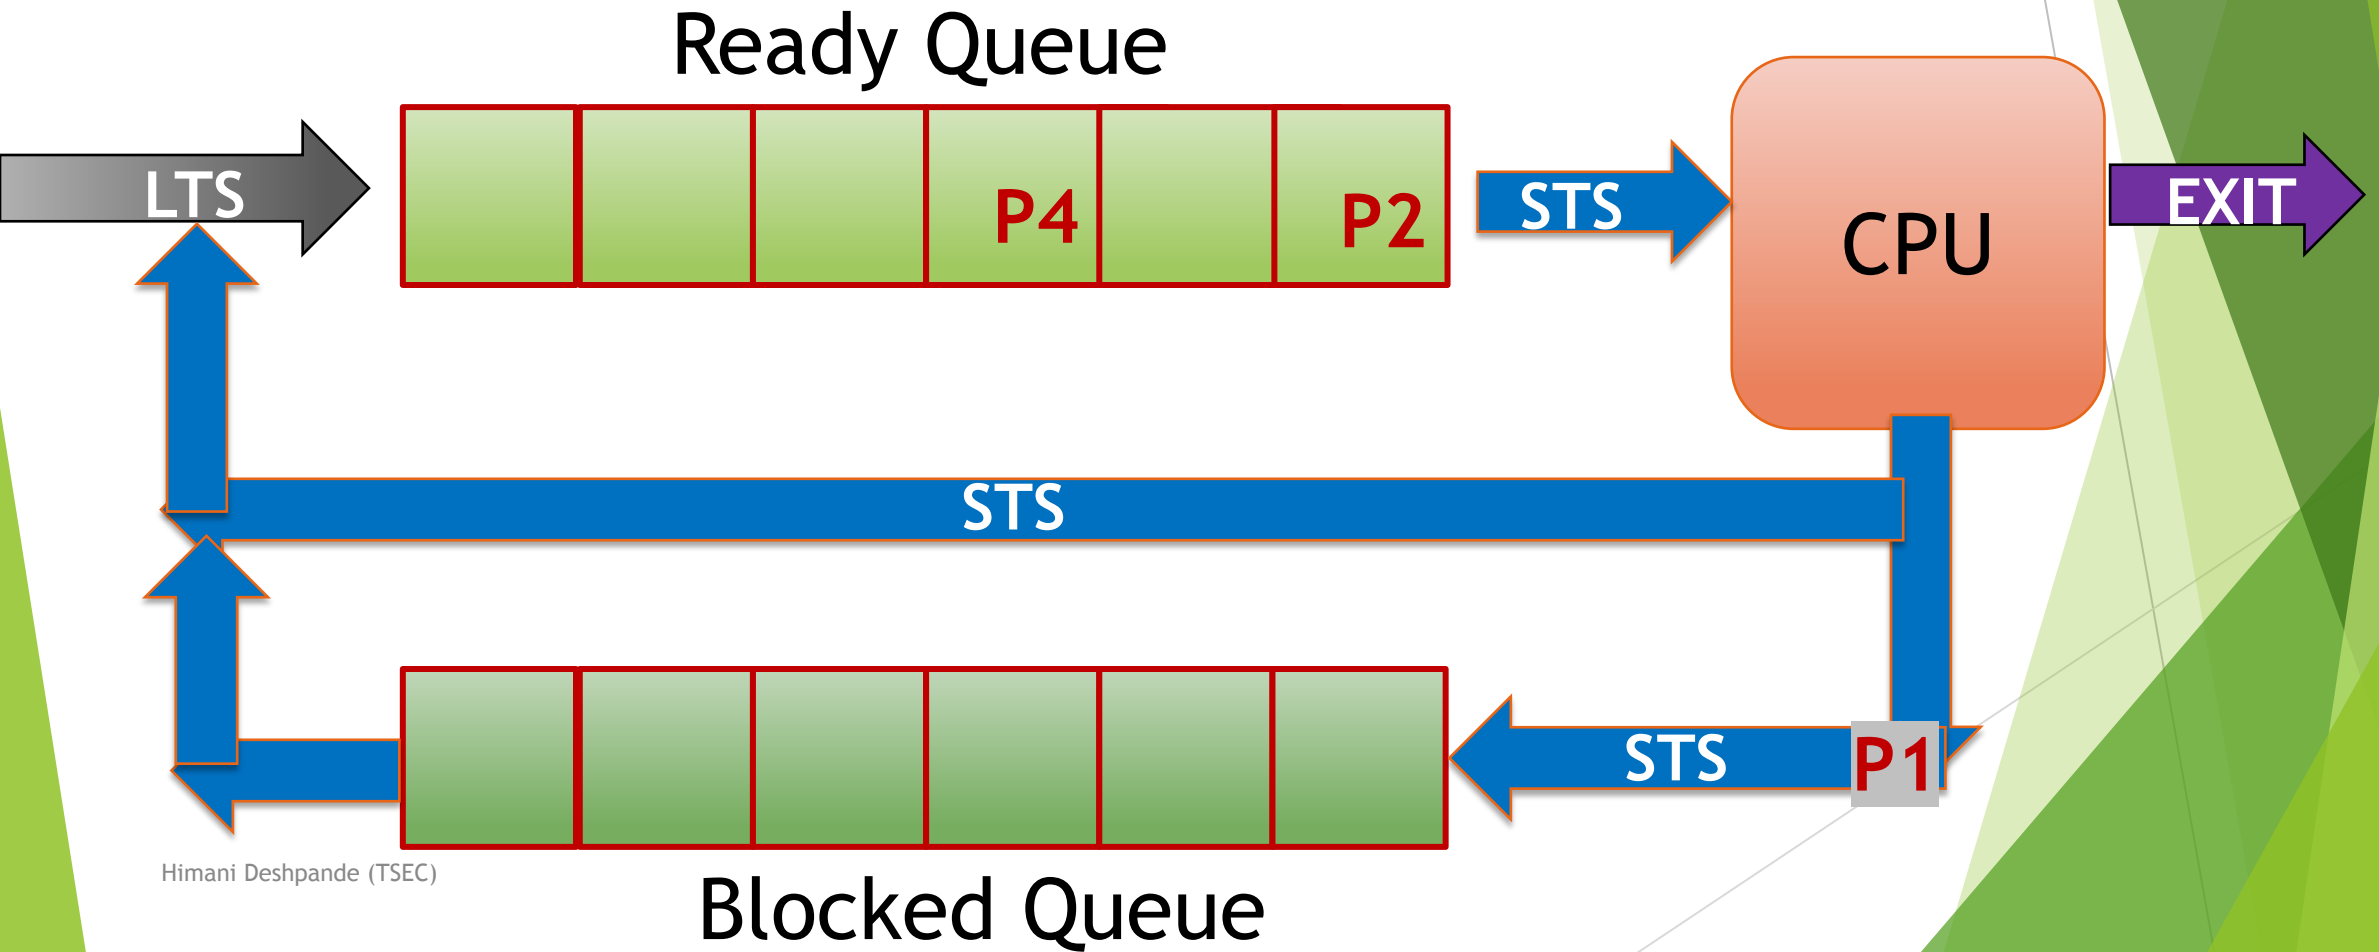 Ready Queue
LTS
P4
P2
STS
CPU
EXIT
STS
STS
P1
Himani Deshpande (TSEC)
Blocked Queue